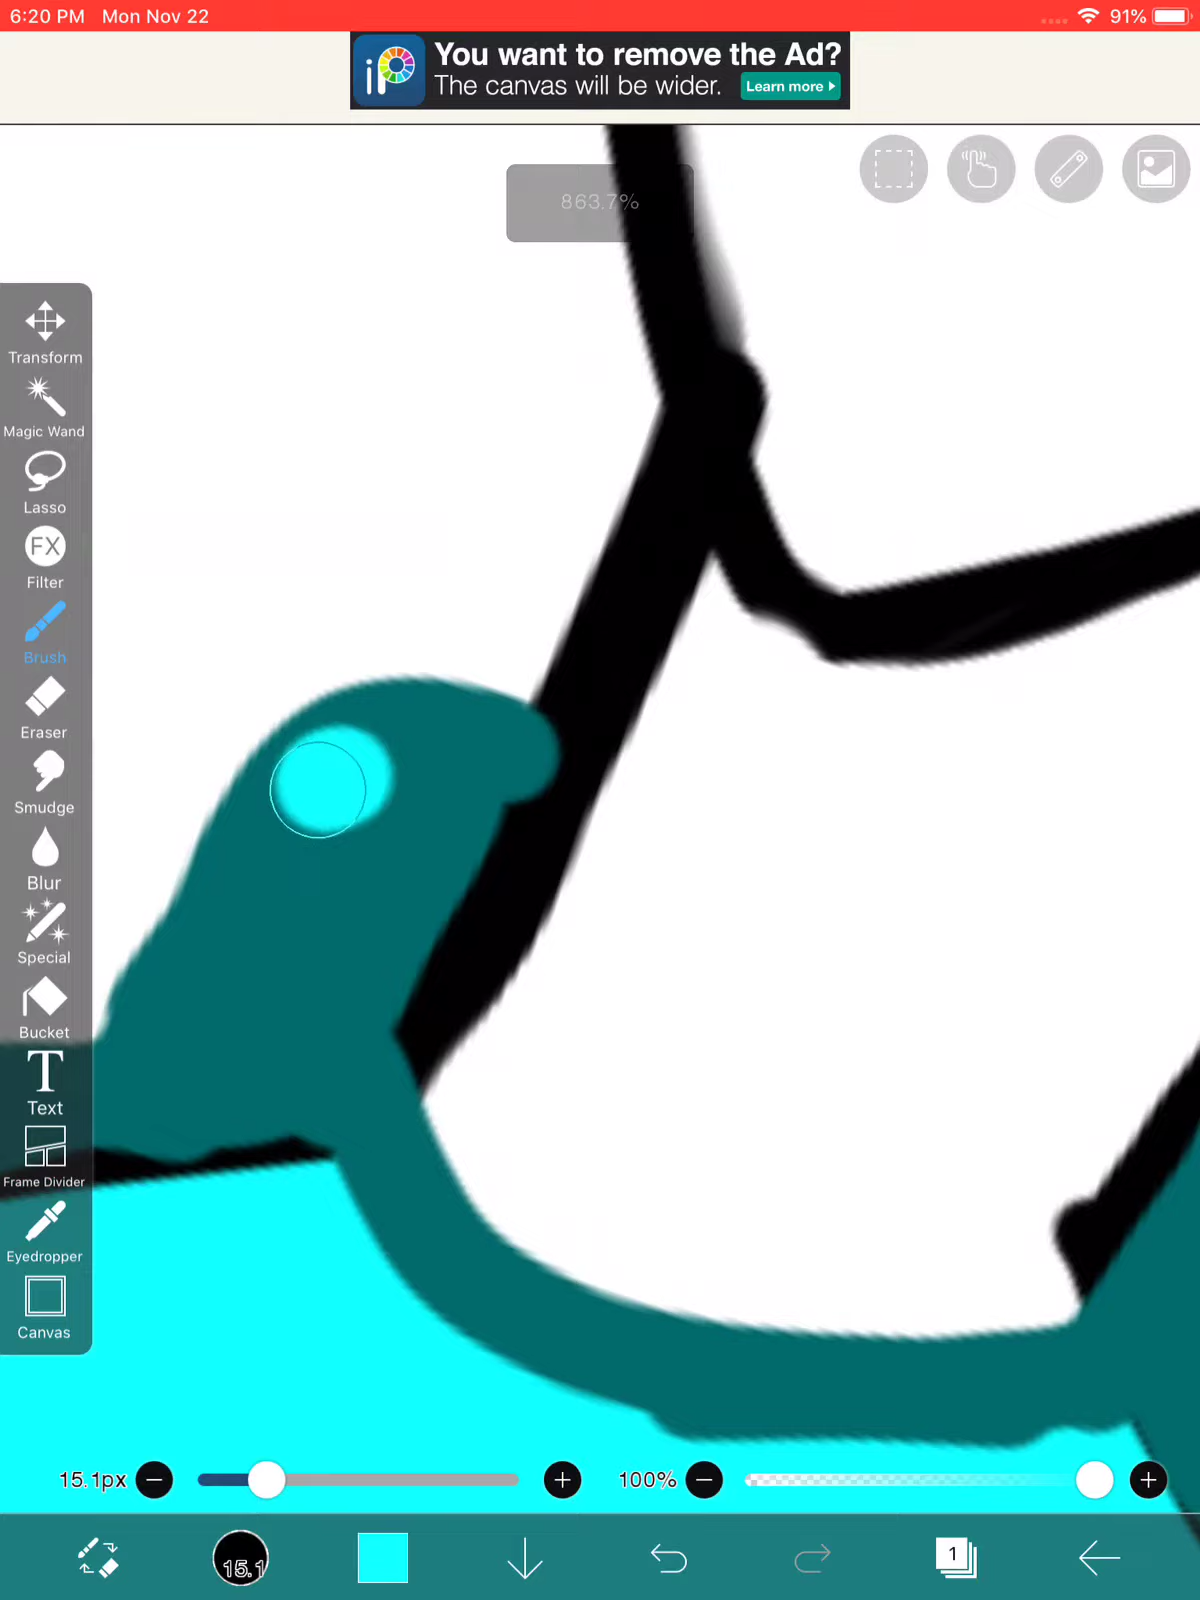 6:20 PM Mon Nov 22
91%
iP
You want to remove the Ad?
The canvas will be wider.
Learn more
863.7%
Transform
Magic Wand
Lasso
FX
Filter
Brush
Eraser
Smudge
Blur
Special
Bucket
T
Text
Frame Divider
Eyedropper
Canvas
15.1px
100%
15.1
1